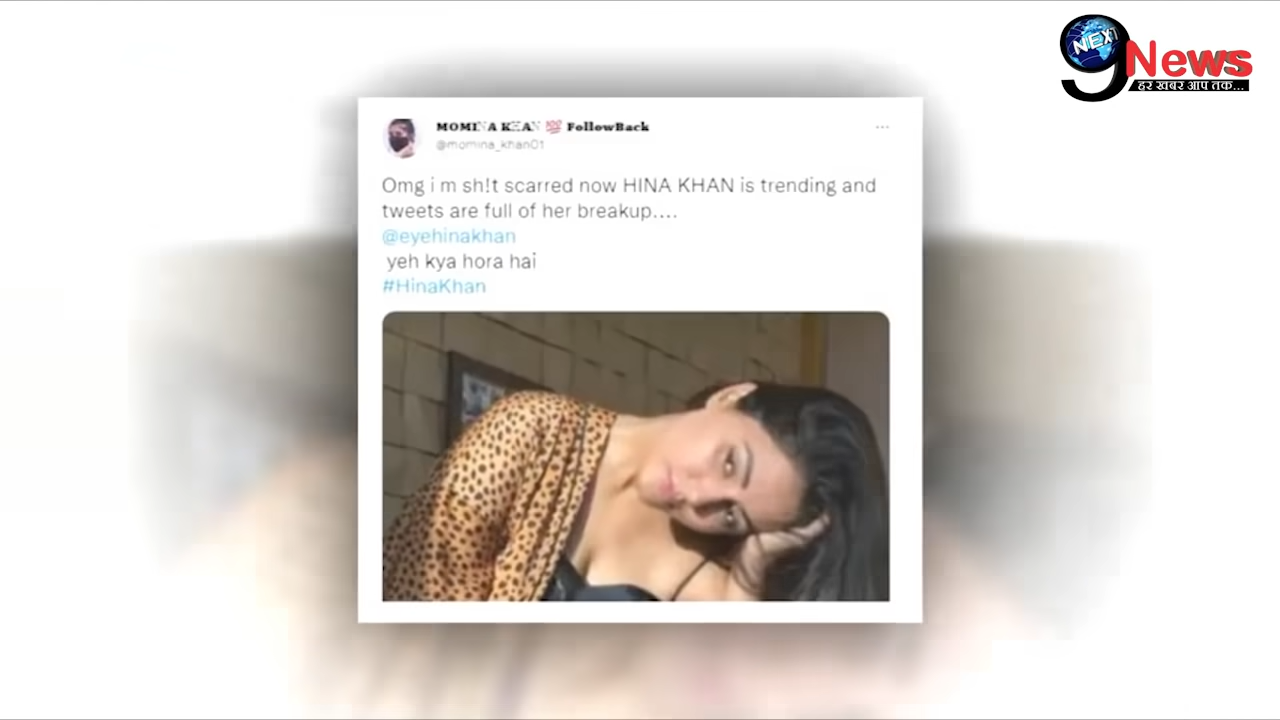 NEXT
9 News
हर खबर आप तक...
MOMINA KHAN 💯 FollowBack
@momina_khan01
Omg i m sh!t scarred now HINA KHAN is trending and
tweets are full of her breakup....
@eyehinakhan
yeh kya hora hai
#HinaKhan